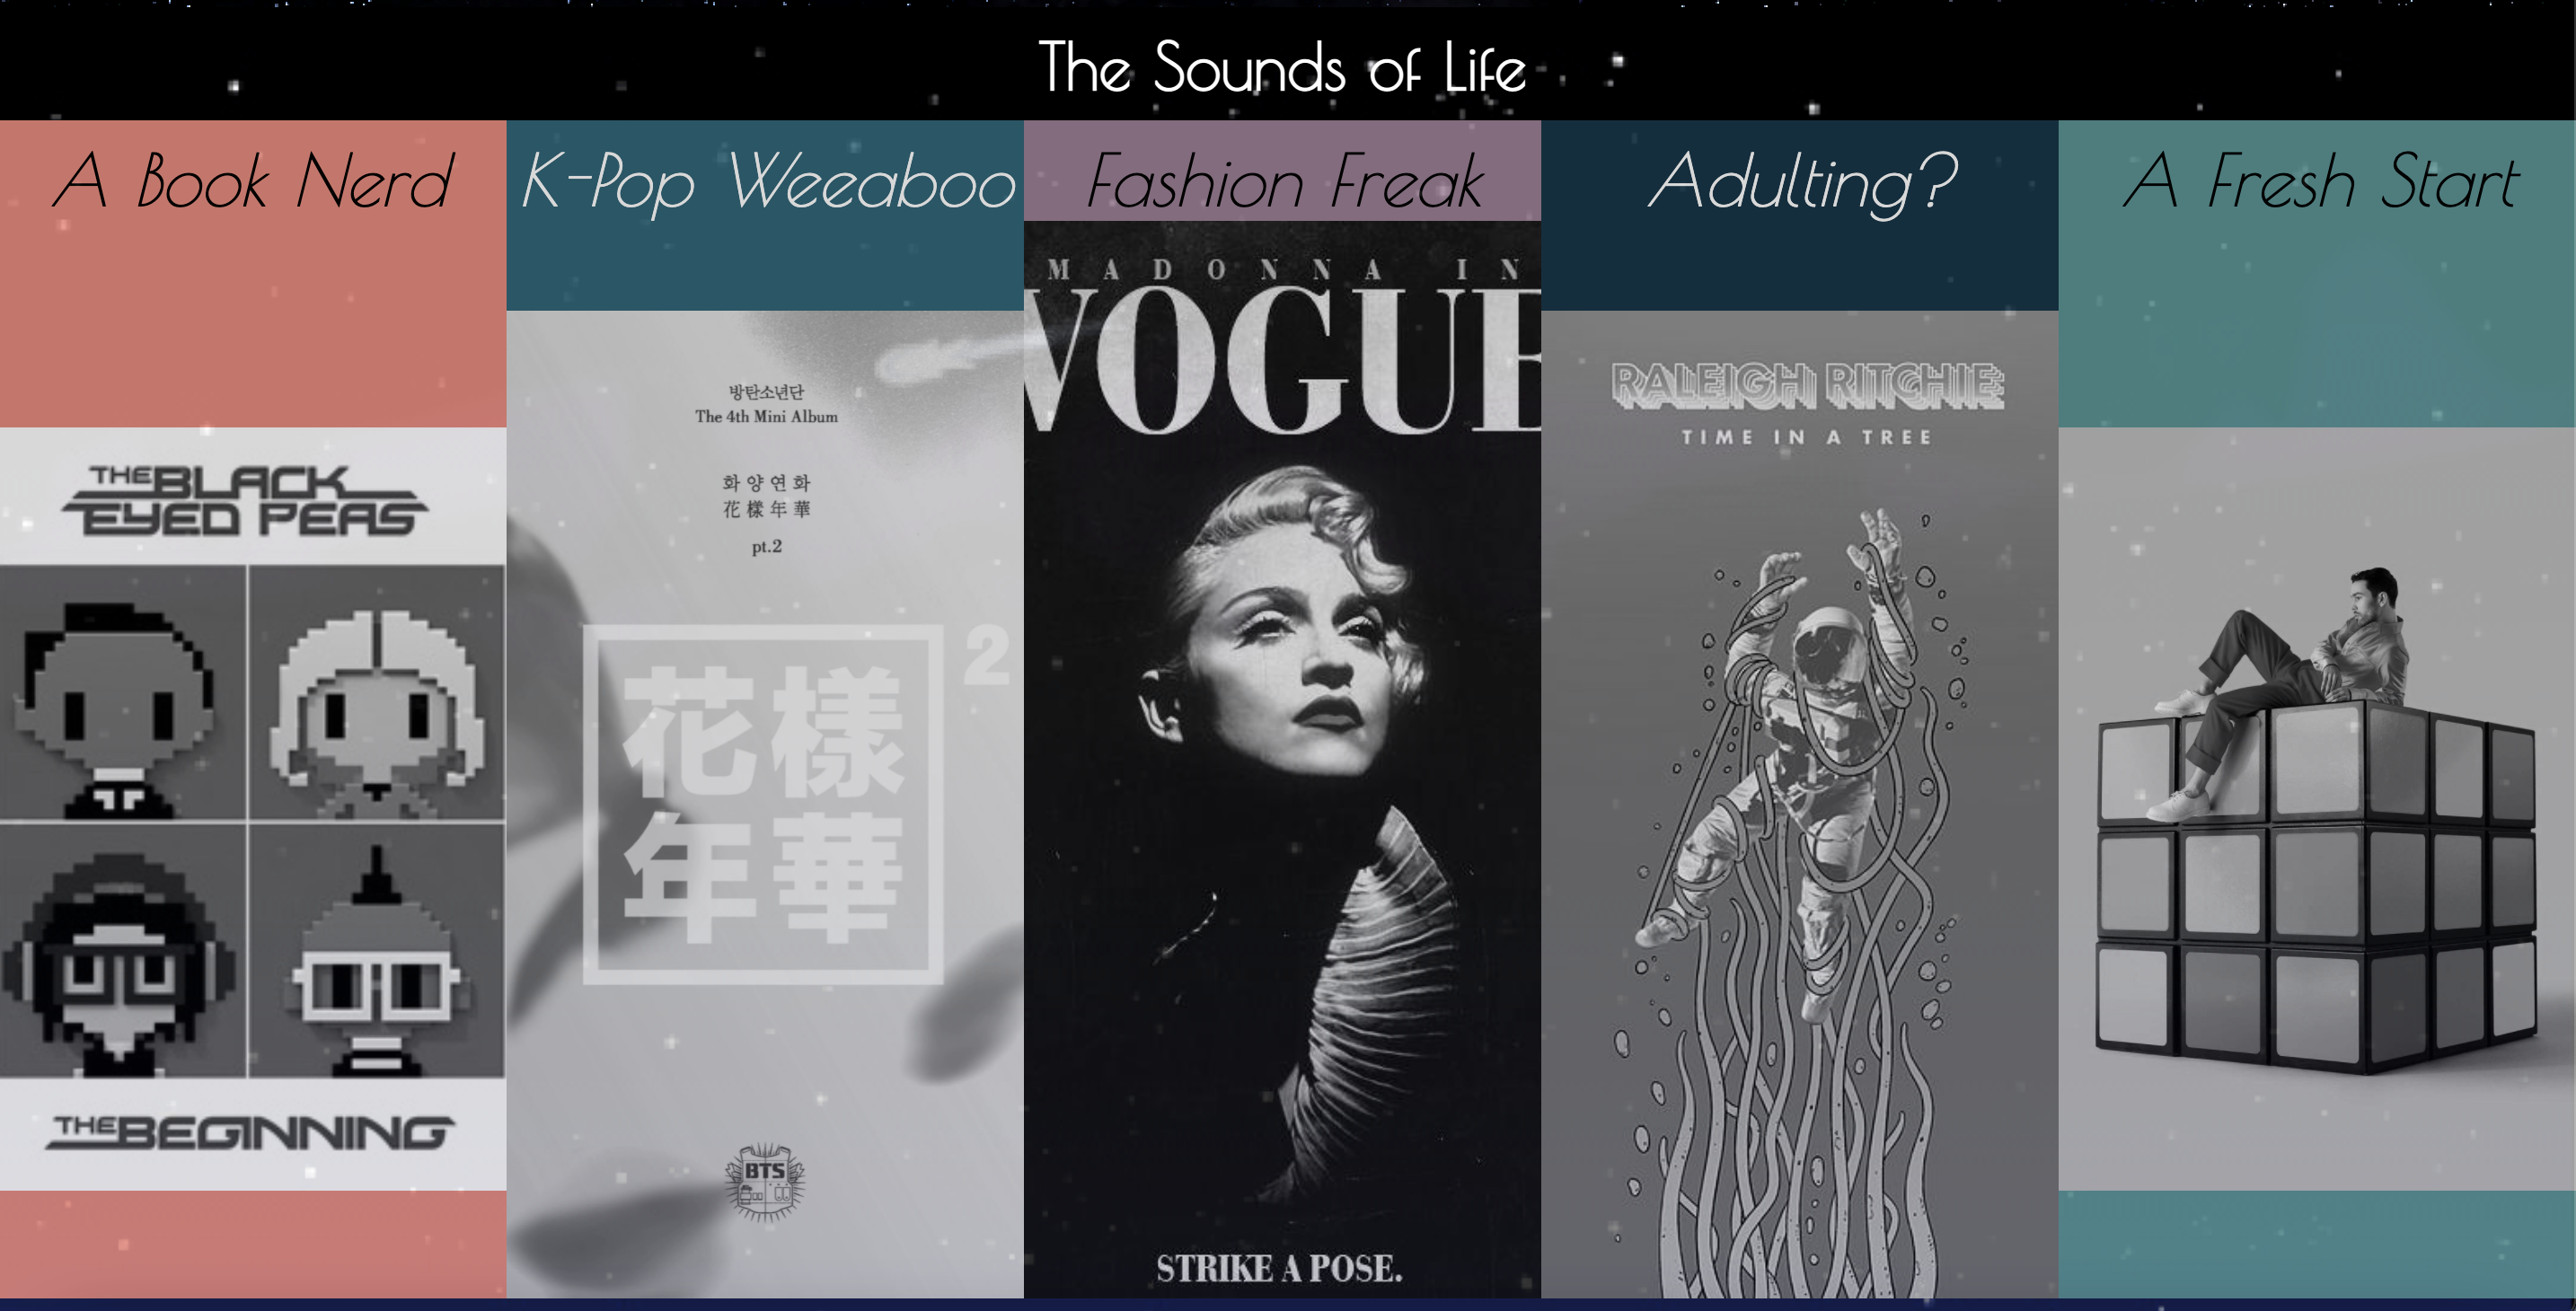 The Sounds of Life
A Book Nerd
THE BLACK
EYED PEAS
THE BEGINNING
K-Pop Weeaboo
방탄소년단
The 4th Mini Album
화양연화
花樣年華
pt.2
花樣
年華
2
BTS
Fashion Freak
MADONNA IN
VOGUE
STRIKE A POSE.
Adulting?
RALEIGH RITCHIE
TIME IN A TREE
A Fresh Start